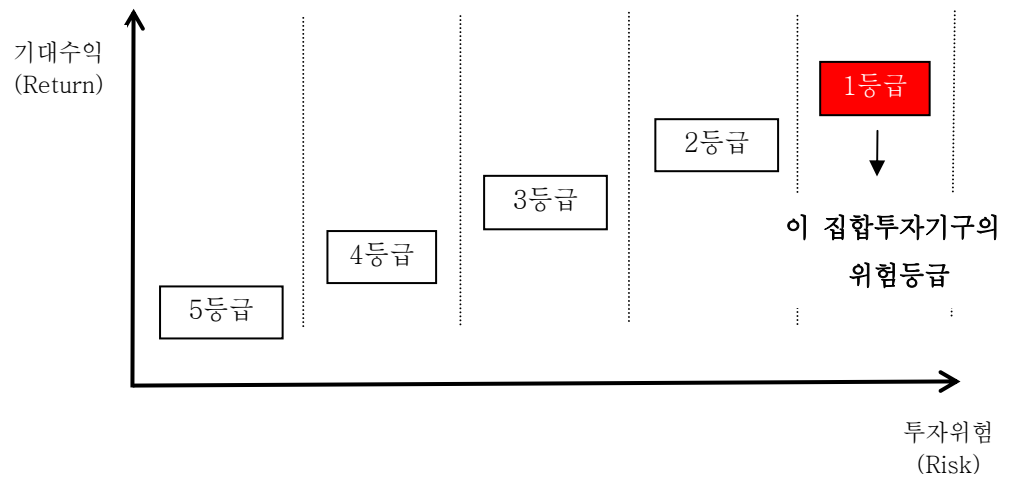 기대수익
(Return)
1등급
2등급
3등급
이 집합투자기구의
위험등급
4등급
5등급
투자위험
(Risk)